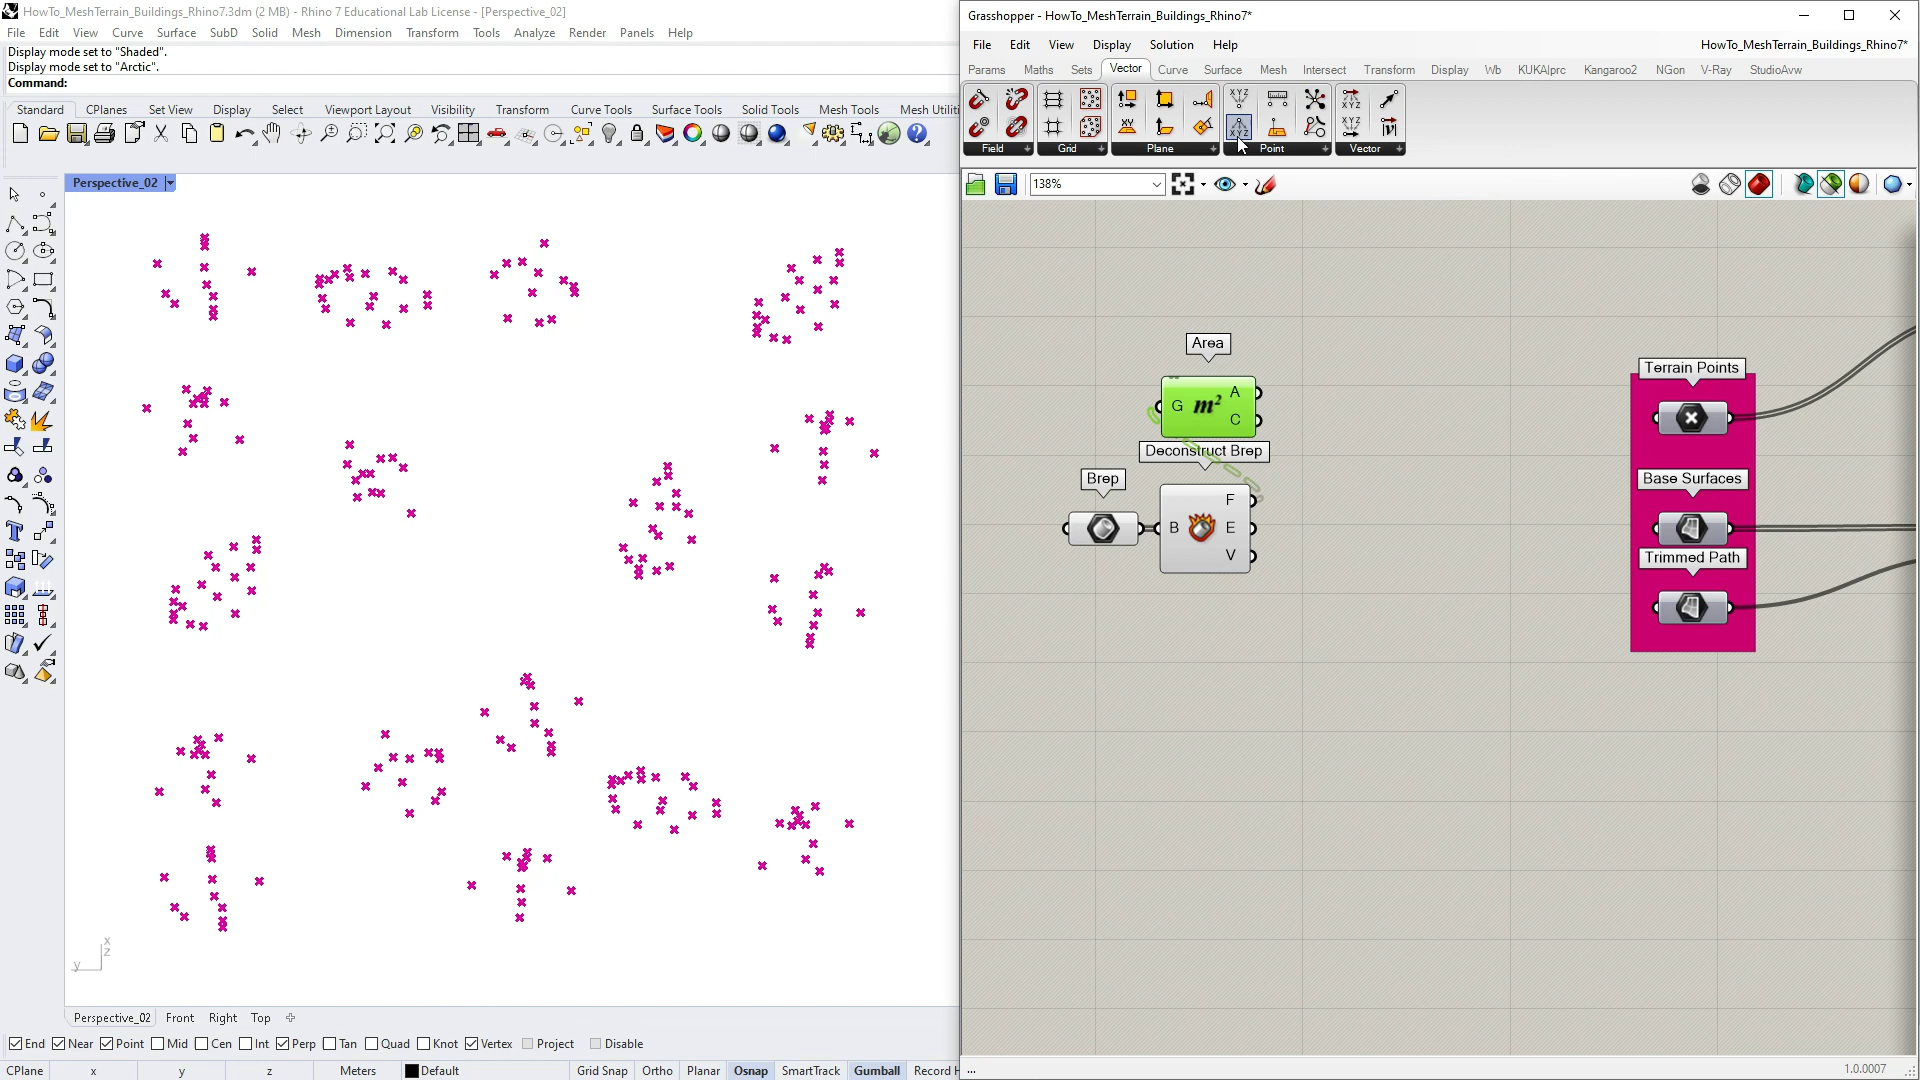 HowTo_MeshTerrain_Buildings_Rhino7.3dm (2 MB) - Rhino 7 Educational Lab License - [Perspective_02]
File Edit View Curve Surface SubD Solid Mesh Dimension Transform Tools Analyze Render Panels Help
Display mode set to "Shaded".
Display mode set to "Arctic".
Command:
Standard CPlanes Set View Display Select Viewport Layout Visibility Transform Curve Tools Surface Tools Solid Tools Mesh Tools Mesh Utiliti
Perspective_02
x
z
y
Perspective_02 Front Right Top
End Near Point Mid Cen Int Perp Tan Quad Knot Vertex Project Disable
CPlane x y z Meters Default Grid Snap Ortho Planar Osnap SmartTrack Gumball Record H
Grasshopper - HowTo_MeshTerrain_Buildings_Rhino7*
File Edit View Display Solution Help HowTo_MeshTerrain_Buildings_Rhino7*
Params Maths Sets Vector Curve Surface Mesh Intersect Transform Display Wb KUKA|prc Kangaroo2 NGon V-Ray StudioAvw
Field Grid Plane Point Vector
138%
Area
G m² A
C
Deconstruct Brep
Brep
B F
E
V
Terrain Points
Base Surfaces
Trimmed Path
... 1.0.0007